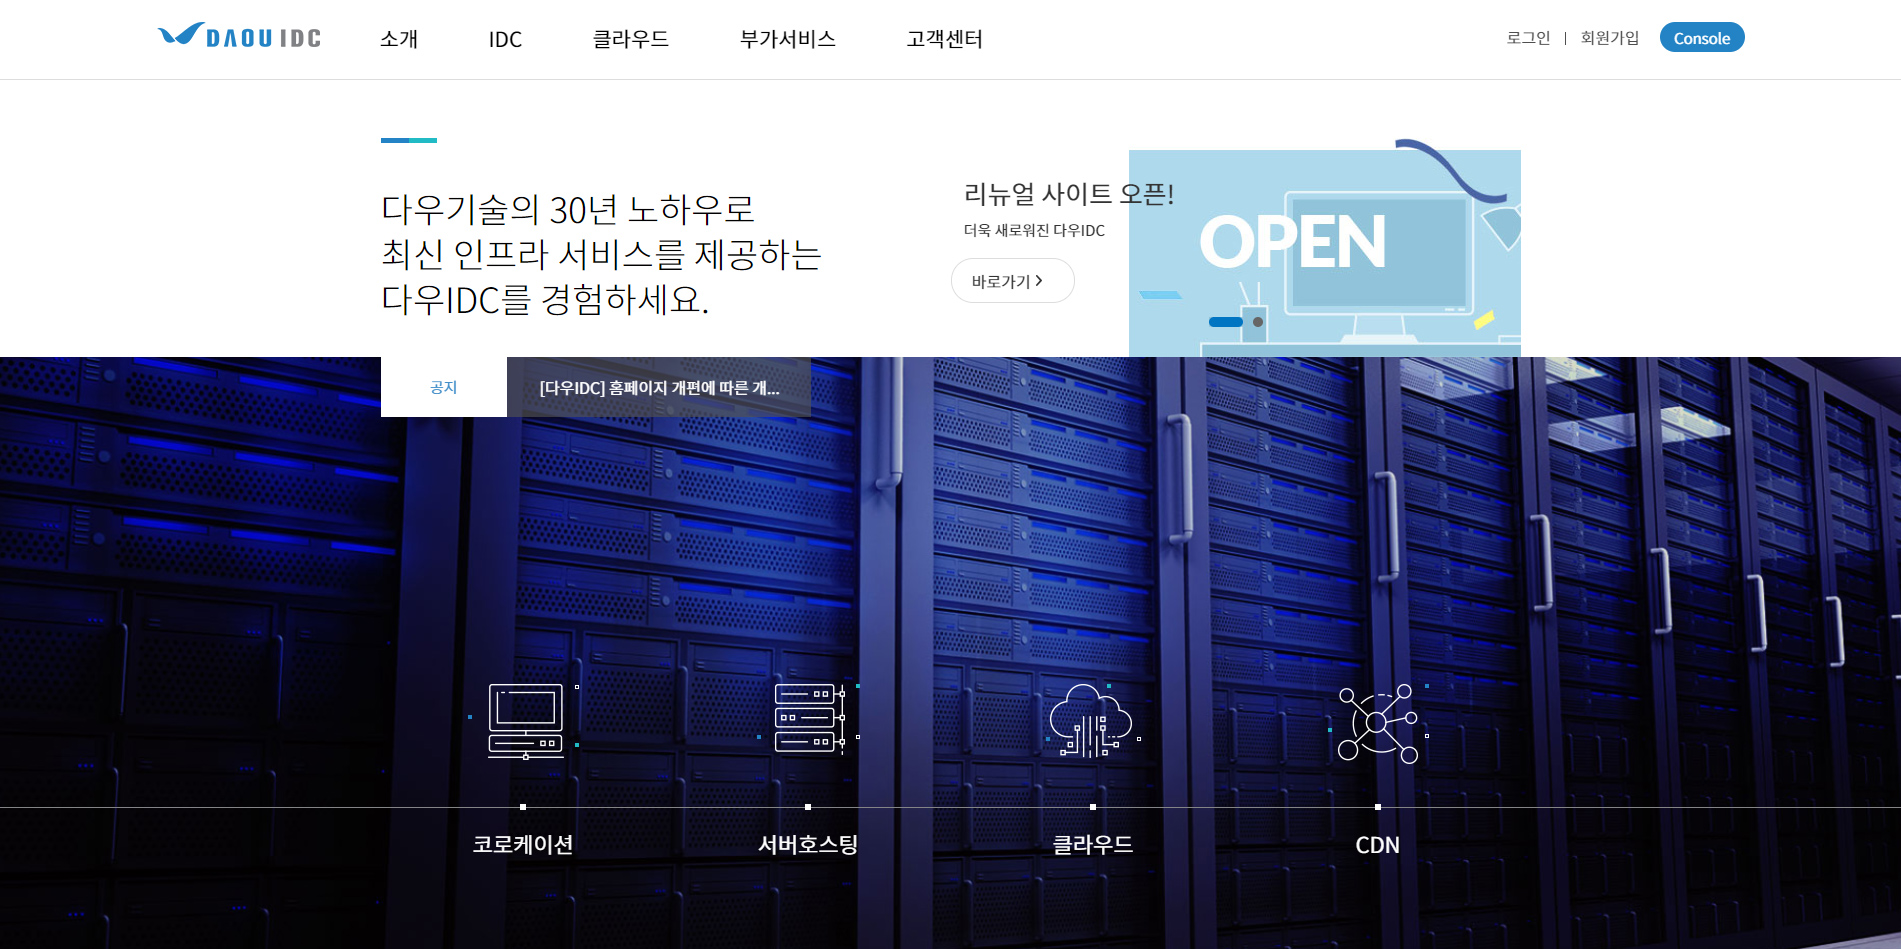 DAOU IDC
소개
IDC
클라우드
부가서비스
고객센터
로그인
회원가입
Console
다우기술의 30년 노하우로
최신 인프라 서비스를 제공하는
다우IDC를 경험하세요.
리뉴얼 사이트 오픈!
더욱 새로워진 다우IDC
바로가기
OPEN
공지
[다우IDC] 홈페이지 개편에 따른 개...
코로케이션
서버호스팅
클라우드
CDN